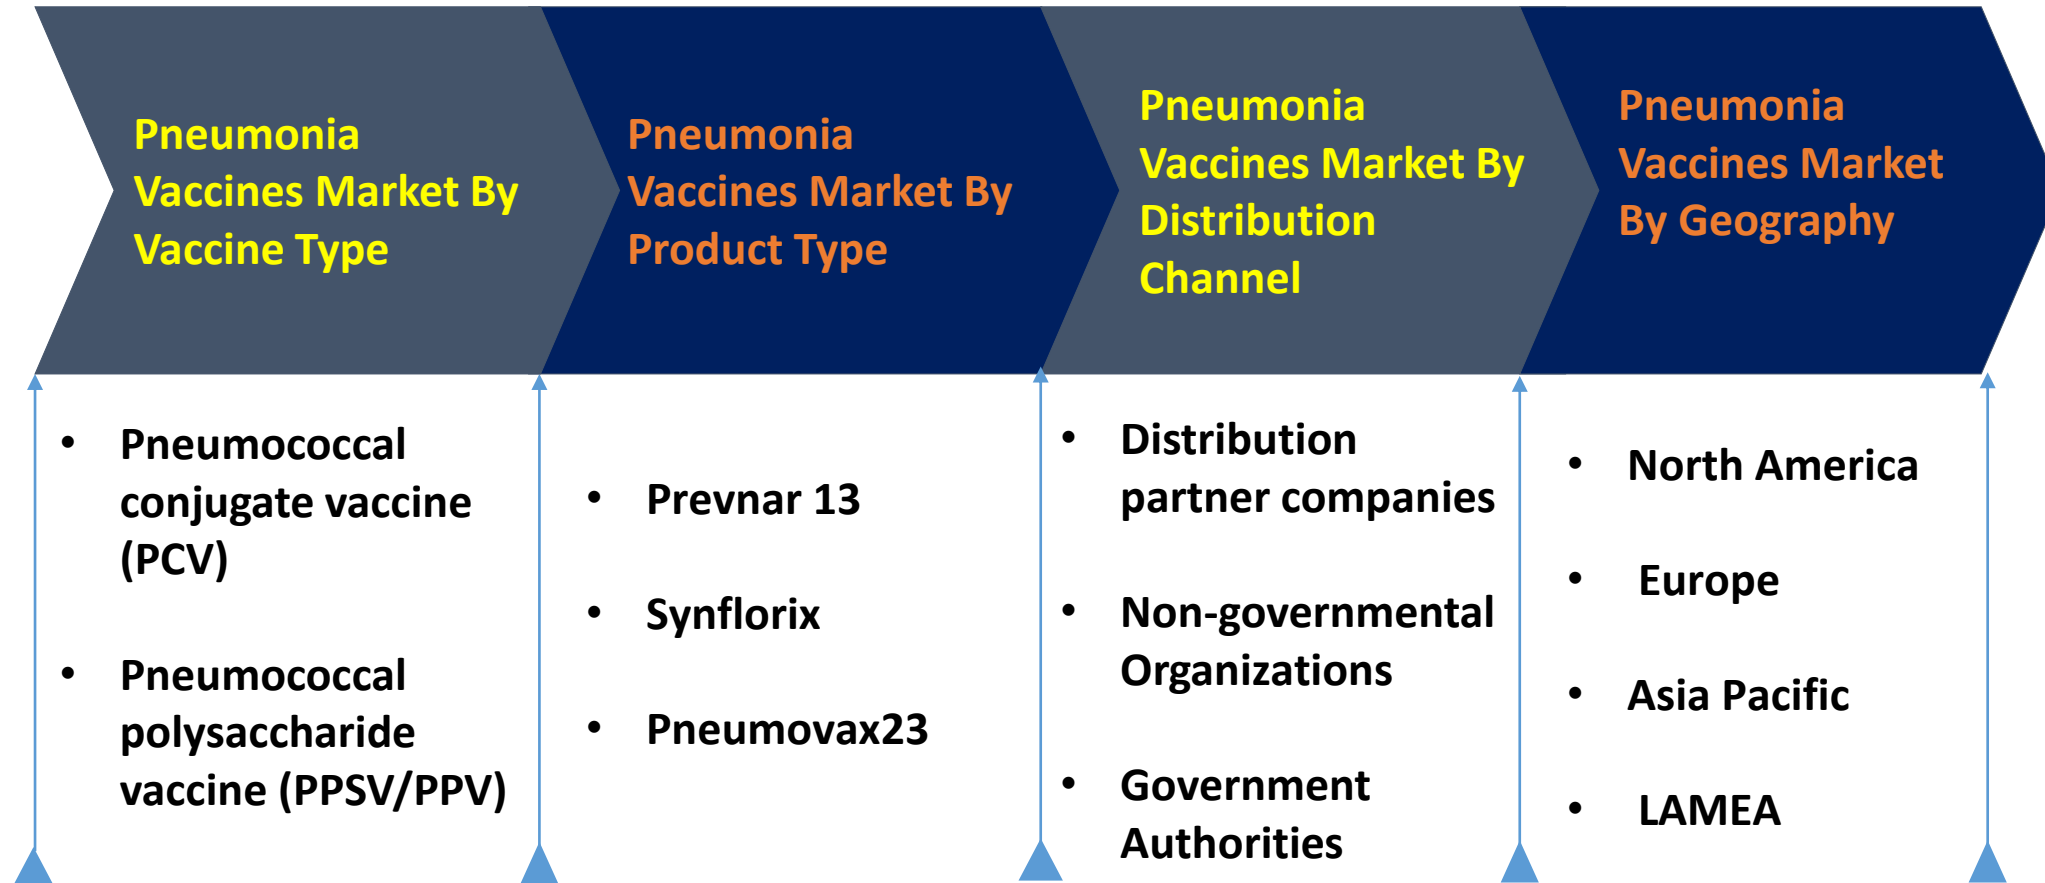 Pneumonia
Vaccines Market By
Vaccine Type
Pneumonia
Vaccines Market By
Product Type
Pneumonia
Vaccines Market By
Distribution
Channel
Pneumonia
Vaccines Market
By Geography
• Pneumococcal
conjugate vaccine
(PCV)
• Pneumococcal
polysaccharide
vaccine (PPSV/PPV)
• Prevnar 13
• Synflorix
• Pneumovax23
• Distribution
partner companies
• Non-governmental
Organizations
• Government
Authorities
• North America
• Europe
• Asia Pacific
• LAMEA